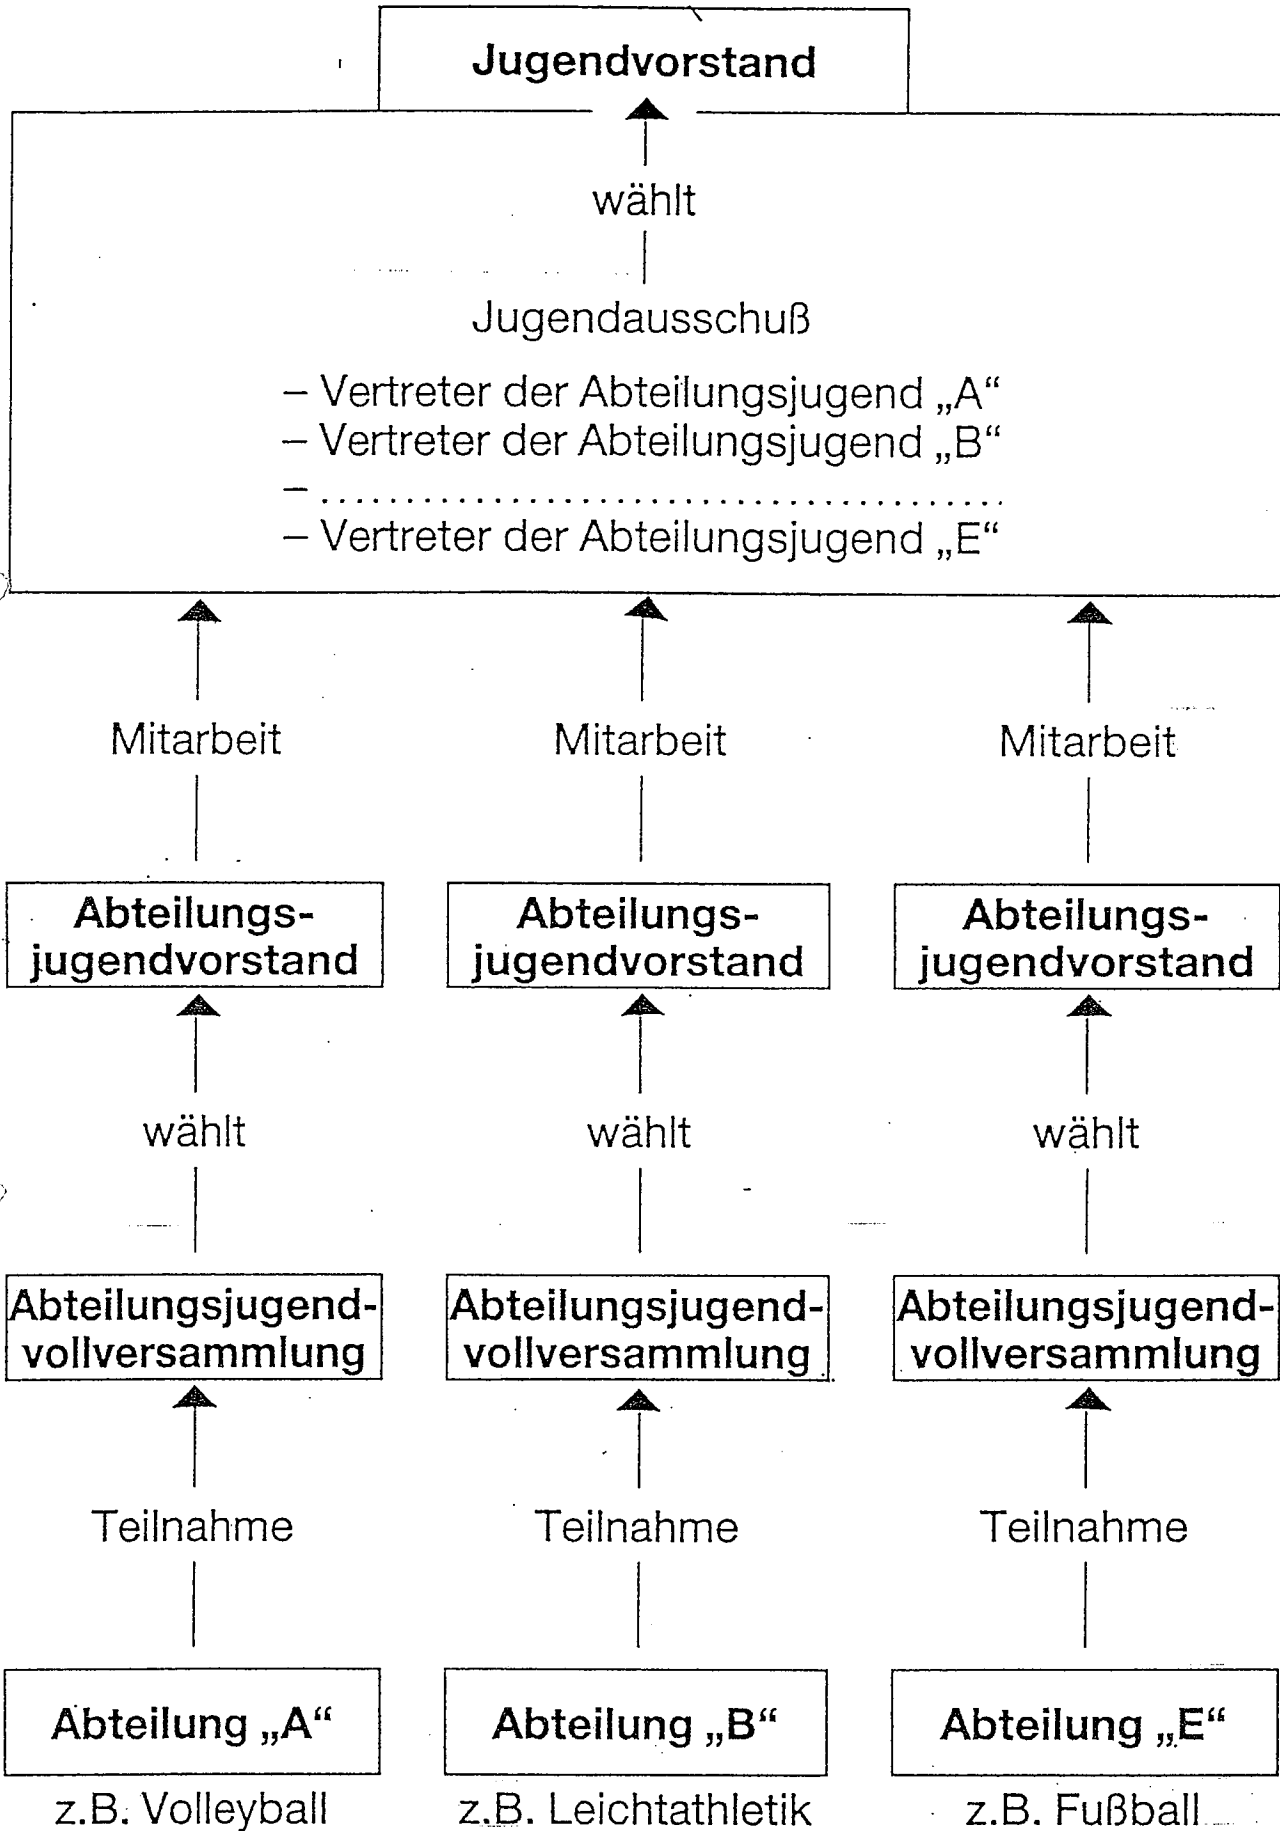 Jugendvorstand
wählt
Jugendausschuß
– Vertreter der Abteilungsjugend „A“
– Vertreter der Abteilungsjugend „B“
– ........................................
– Vertreter der Abteilungsjugend „E“
Mitarbeit Mitarbeit Mitarbeit
Abteilungs- Abteilungs- Abteilungs-
jugendvorstand jugendvorstand jugendvorstand
wählt wählt wählt
Abteilungsjugend- Abteilungsjugend- Abteilungsjugend-
vollversammlung vollversammlung vollversammlung
Teilnahme Teilnahme Teilnahme
Abteilung „A“ Abteilung „B“ Abteilung „E“
z.B. Volleyball z.B. Leichtathletik z.B. Fußball